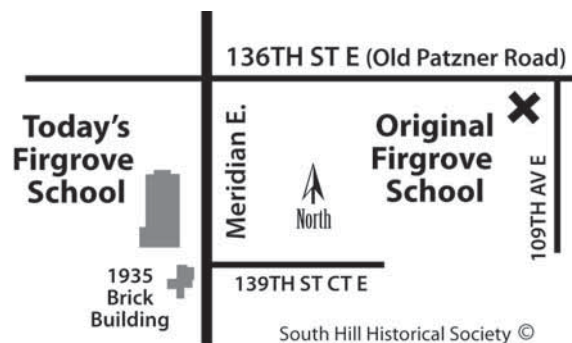 136TH ST E (Old Patzner Road)
Today's
Firgrove
School
Meridian E.
Original
Firgrove
School
109TH AV E
North
1935
Brick
Building
139TH ST CT E
South Hill Historical Society ©